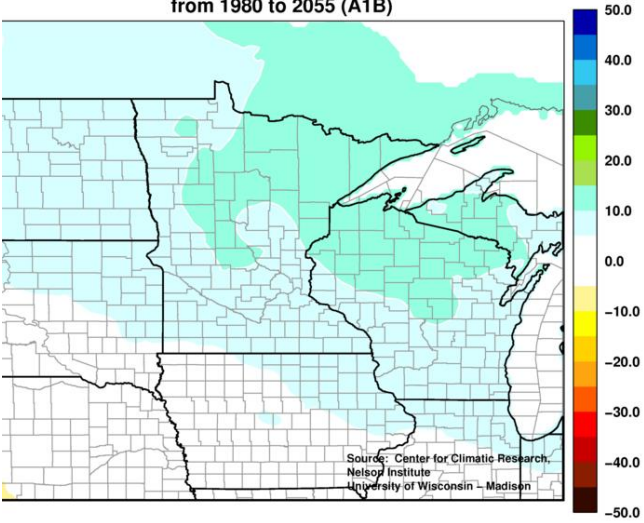 from 1980 to 2055 (A1B)
50.0
40.0
30.0
20.0
10.0
0.0
−10.0
−20.0
−30.0
−40.0
−50.0
Source: Center for Climatic Research,
Nelson Institute
University of Wisconsin – Madison